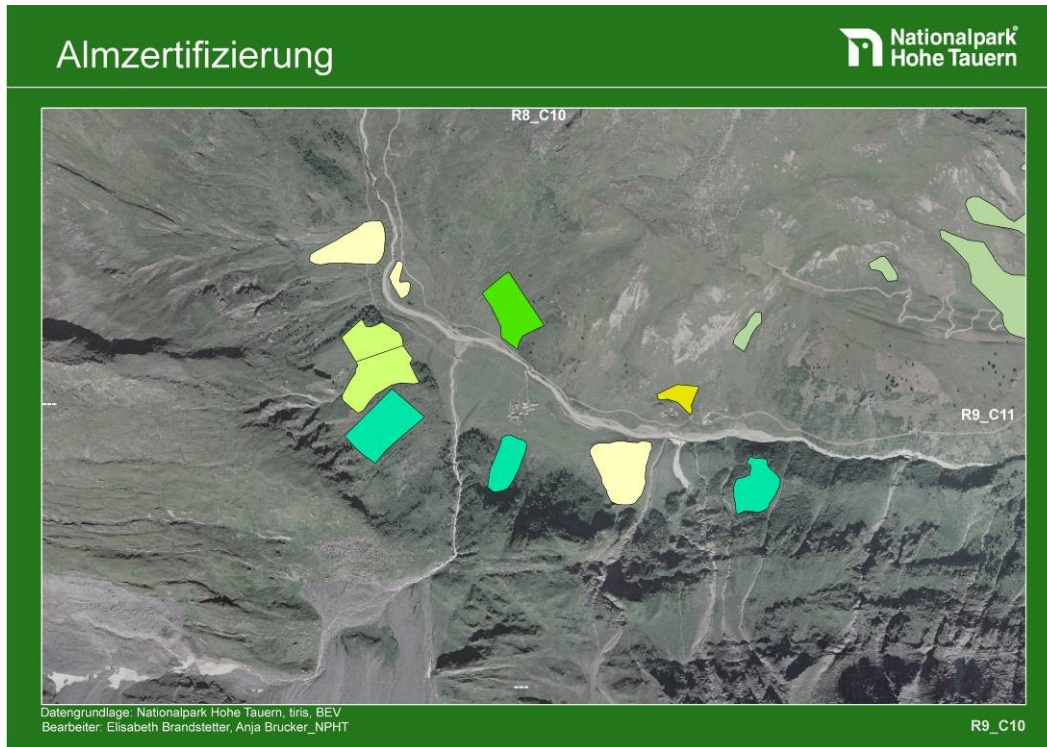 Almzertifizierung
Nationalpark
Hohe Tauern
R8_C10
---
R9_C11
---
Datengrundlage: Nationalpark Hohe Tauern, tiris, BEV
Bearbeiter: Elisabeth Brandstetter, Anja Brucker_NPHT
R9_C10